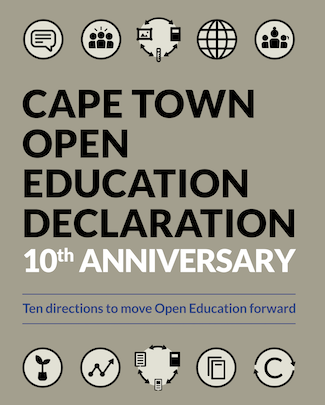 CAPE TOWN
OPEN
EDUCATION
DECLARATION
10th ANNIVERSARY
Ten directions to move Open Education forward